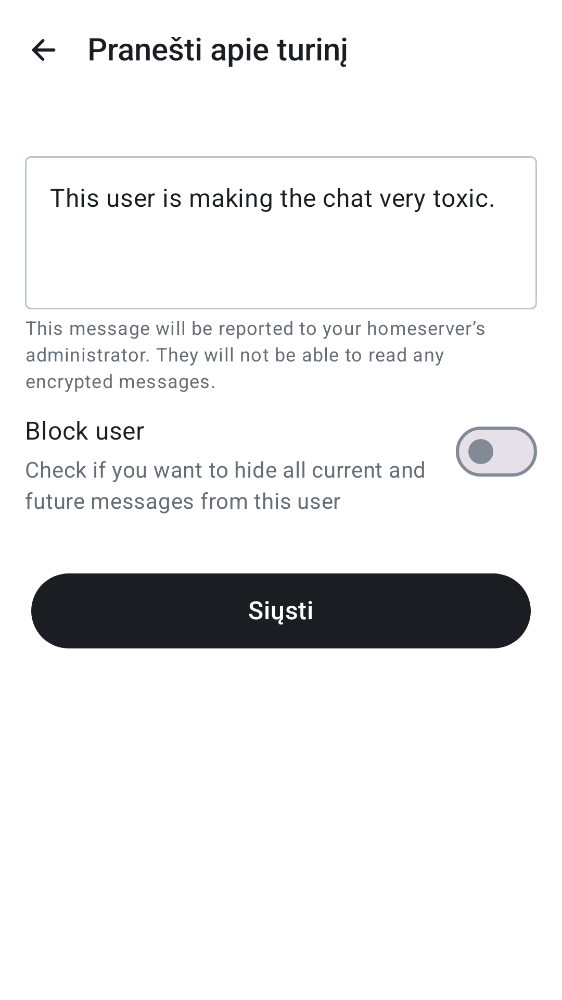 Pranešti apie turinį
This user is making the chat very toxic.
This message will be reported to your homeserver’s
administrator. They will not be able to read any
encrypted messages.
Block user
Check if you want to hide all current and
future messages from this user
Siųsti